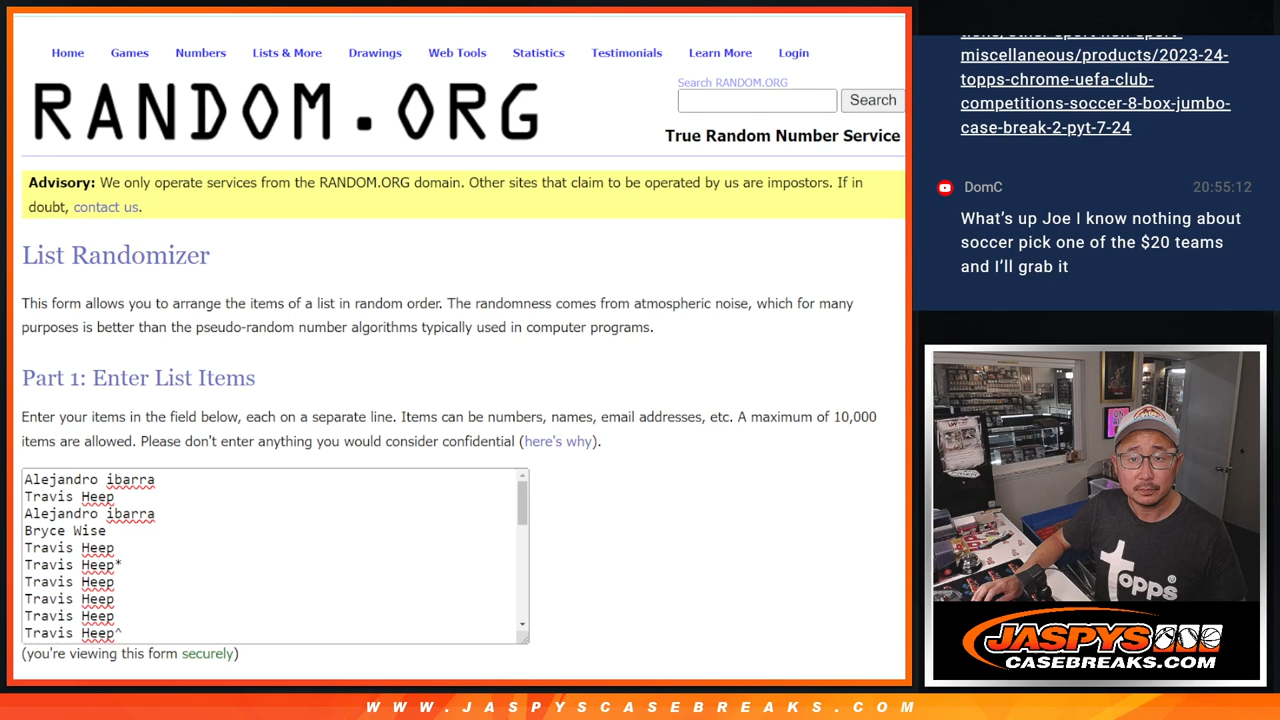 Home Games Numbers Lists & More Drawings Web Tools Statistics Testimonials Learn More Login
RANDOM.ORG
Search RANDOM.ORG
Search
True Random Number Service
Advisory: We only operate services from the RANDOM.ORG domain. Other sites that claim to be operated by us are impostors. If in
doubt, contact us.
List Randomizer
This form allows you to arrange the items of a list in random order. The randomness comes from atmospheric noise, which for many
purposes is better than the pseudo-random number algorithms typically used in computer programs.
Part 1: Enter List Items
Enter your items in the field below, each on a separate line. Items can be numbers, names, email addresses, etc. A maximum of 10,000
items are allowed. Please don't enter anything you would consider confidential (here's why).
Alejandro ibarra
Travis Heep
Alejandro ibarra
Bryce Wise
Travis Heep
Travis Heep*
Travis Heep
Travis Heep
Travis Heep
Travis Heep^
(you're viewing this form securely)
miscellaneous/products/2023-24-
topps-chrome-uefa-club-
competitions-soccer-8-box-jumbo-
case-break-2-pyt-7-24
DomC 20:55:12
What's up Joe I know nothing about
soccer pick one of the $20 teams
and I'll grab it
topps®
JASPYS
CASEBREAKS.COM
WWW.JASPYSCASEBREAKS.COM